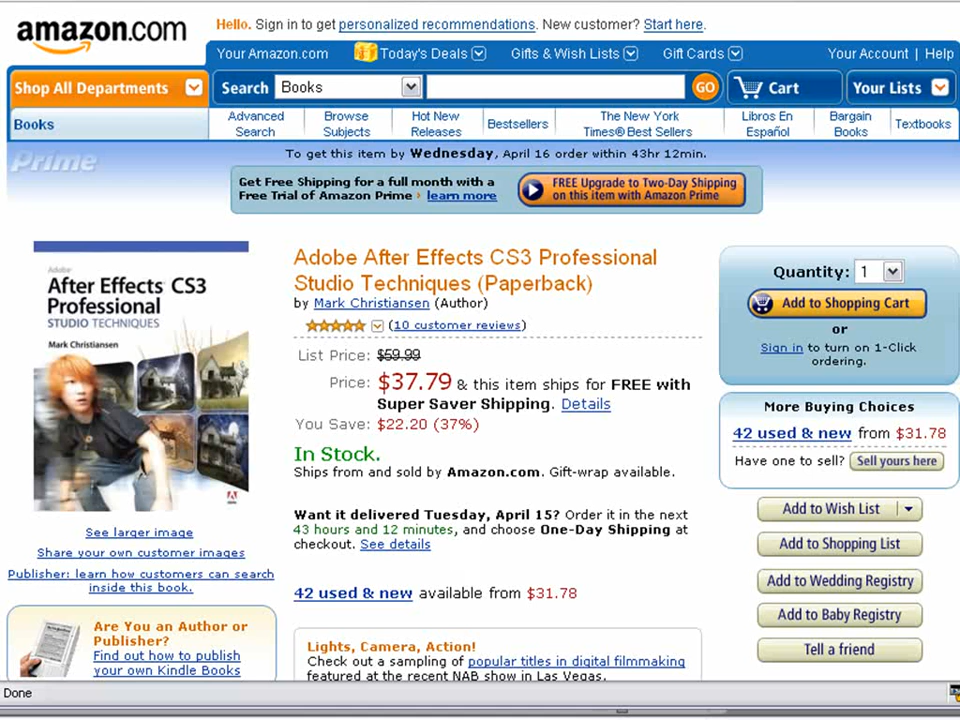 amazon.com
Hello. Sign in to get personalized recommendations. New customer? Start here.
Your Amazon.com
Today's Deals
Gifts & Wish Lists
Gift Cards
Your Account | Help
Shop All Departments
Search
Books
GO
Cart
Your Lists
Books
Advanced
Search
Browse
Subjects
Hot New
Releases
Bestsellers
The New York
Times® Best Sellers
Libros En
Español
Bargain
Books
Textbooks
Prime
To get this item by Wednesday, April 16 order within 43hr 12min.
Get Free Shipping for a full month with a
Free Trial of Amazon Prime › learn more
FREE Upgrade to Two-Day Shipping
on this item with Amazon Prime
Adobe
After Effects CS3
Professional
STUDIO TECHNIQUES
Mark Christiansen
See larger image
Share your own customer images
Publisher: learn how customers can search
inside this book.
Are You an Author or
Publisher?
Find out how to publish
your own Kindle Books
Adobe After Effects CS3 Professional
Studio Techniques (Paperback)
by Mark Christiansen (Author)
(10 customer reviews)
List Price: $59.99
Price: $37.79 & this item ships for FREE with
Super Saver Shipping. Details
You Save: $22.20 (37%)
In Stock.
Ships from and sold by Amazon.com. Gift-wrap available.
Want it delivered Tuesday, April 15? Order it in the next
43 hours and 12 minutes, and choose One-Day Shipping at
checkout. See details
42 used & new available from $31.78
Lights, Camera, Action!
Check out a sampling of popular titles in digital filmmaking
featured at the recent NAB show in Las Vegas.
Quantity: 1
Add to Shopping Cart
or
Sign in to turn on 1-Click
ordering.
More Buying Choices
42 used & new from $31.78
Have one to sell? Sell yours here
Add to Wish List
Add to Shopping List
Add to Wedding Registry
Add to Baby Registry
Tell a friend
Done